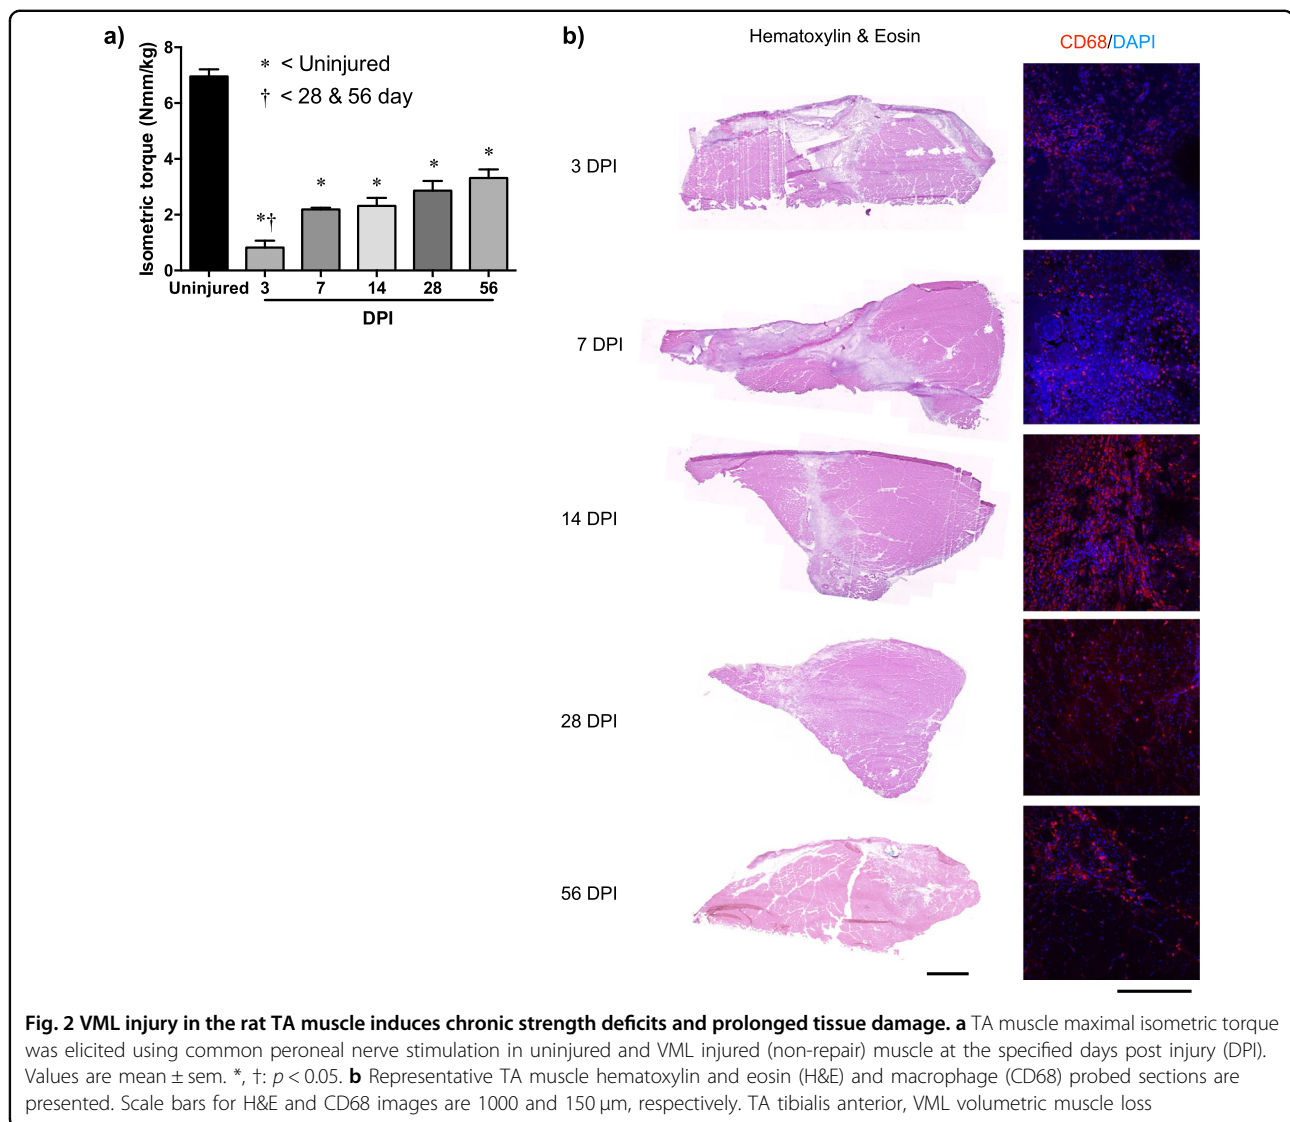 a)
8
6
4
2
0
Isometric torque (Nmm/kg)
* < Uninjured
† < 28 & 56 day
*†
*
*
*
*
Uninjured 3 7 14 28 56
DPI
b)
Hematoxylin & Eosin
CD68/DAPI
3 DPI
7 DPI
14 DPI
28 DPI
56 DPI
Fig. 2 VML injury in the rat TA muscle induces chronic strength deficits and prolonged tissue damage. a TA muscle maximal isometric torque
was elicited using common peroneal nerve stimulation in uninjured and VML injured (non-repair) muscle at the specified days post injury (DPI).
Values are mean ± sem. *, †: p < 0.05. b Representative TA muscle hematoxylin and eosin (H&E) and macrophage (CD68) probed sections are
presented. Scale bars for H&E and CD68 images are 1000 and 150 µm, respectively. TA tibialis anterior, VML volumetric muscle loss